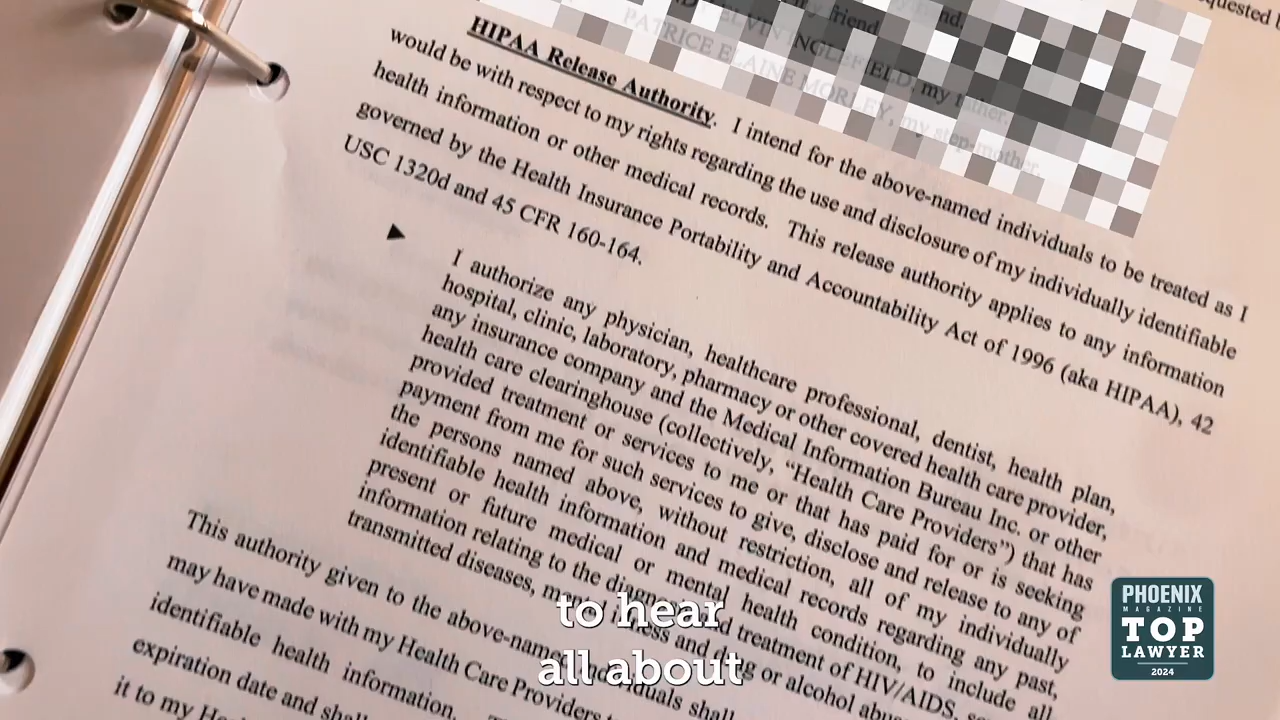 quested
HIPAA Release Authority. I intend for the above-named individuals to be treated as I
would be with respect to my rights regarding the use and disclosure of my individually identifiable
health information or other medical records. This release authority applies to any information
governed by the Health Insurance Portability and Accountability Act of 1996 (aka HIPAA), 42
USC 1320d and 45 CFR 160-164.
I authorize any physician, healthcare professional, dentist, health plan,
hospital, clinic, laboratory, pharmacy or other covered health care provider,
any insurance company and the Medical Information Bureau Inc. or other
health care clearinghouse (collectively, “Health Care Providers”) that has
provided treatment or services to me or that has paid for or is seeking
payment from me for such services to give, disclose and release to any of
the persons named above, without restriction, all of my individually
identifiable health information and medical records regarding any past,
present or future medical or mental health condition, to include all
information relating to the diagnosis and treatment of HIV/AIDS,
transmitted diseases, illness and drug or alcohol
This authority given to the above-named individuals shall
may have made with my Health Care Providers
identifiable health information.
expiration date and shall
it to my
to hear
all about
PHOENIX
MAGAZINE
TOP
LAWYER
2024